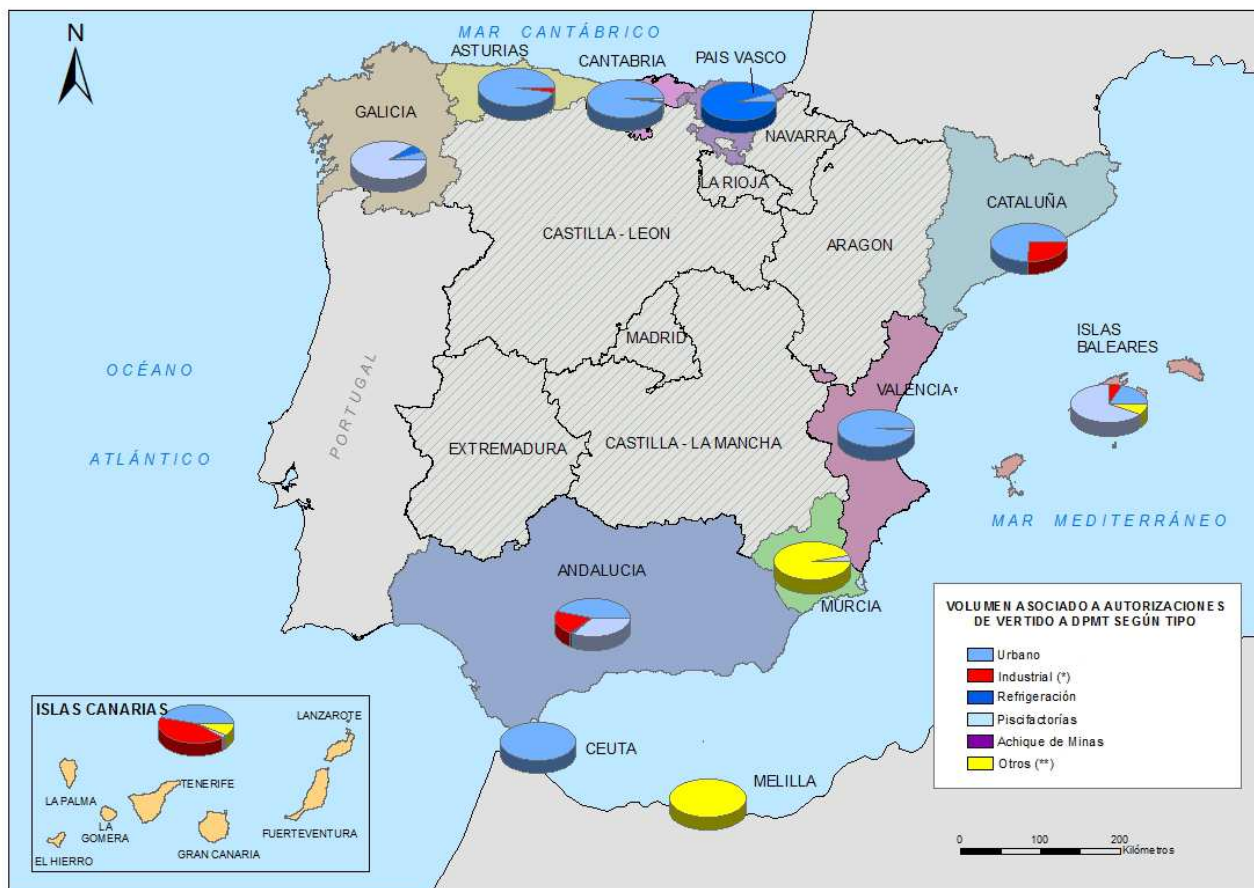 MAR CANTÁBRICO
ASTURIAS
CANTABRIA
PAIS VASCO
GALICIA
NAVARRA
LA RIOJA
CATALUÑA
CASTILLA - LEON
ARAGON
MADRID
ISLAS
BALEARES
OCÉANO
ATLÁNTICO
PORTUGAL
VALENCIA
EXTREMADURA
CASTILLA - LA MANCHA
MAR MEDITERRÁNEO
ANDALUCIA
MURCIA
VOLUMEN ASOCIADO A AUTORIZACIONES
DE VERTIDO A DPMT SEGÚN TIPO
Urbano
Industrial (*)
Refrigeración
Piscifactorías
Achique de Minas
Otros (**)
ISLAS CANARIAS
LANZAROTE
LA PALMA
TENERIFE
LA
GOMERA
FUERTEVENTURA
EL HIERRO
GRAN CANARIA
CEUTA
MELILLA
0 100 200
Kilómetros
N